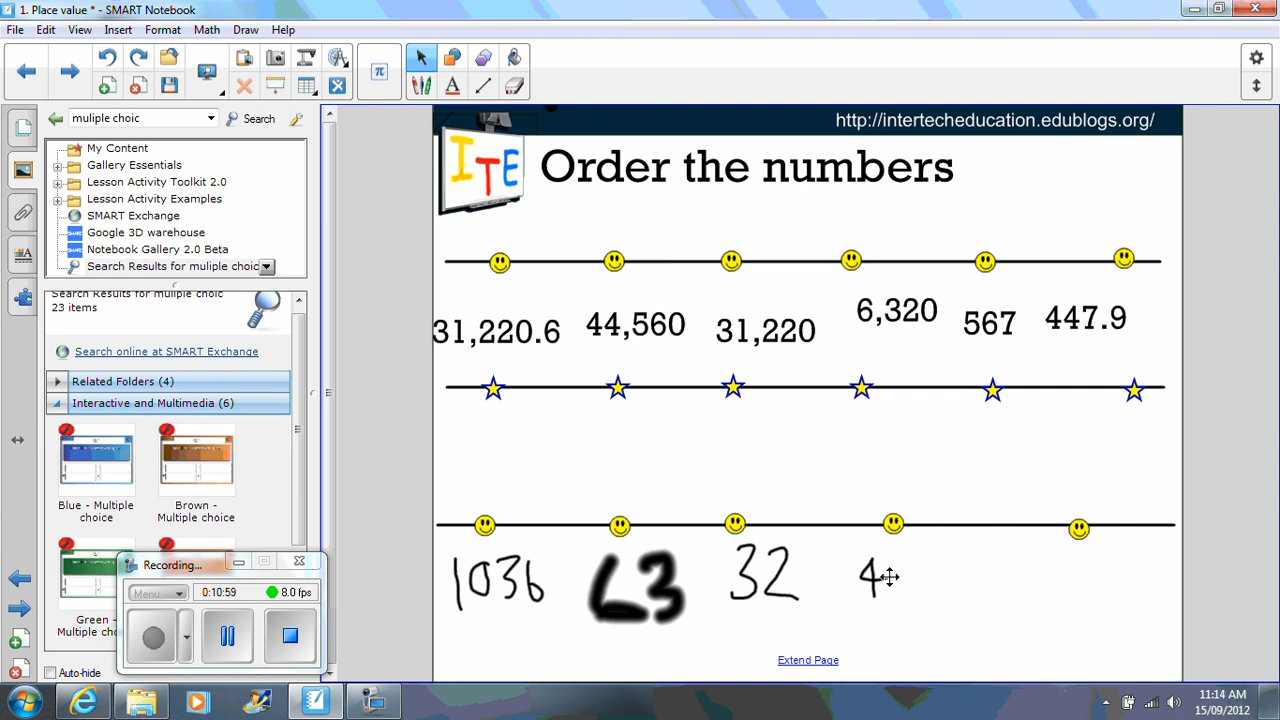 1. Place value * - SMART Notebook
File Edit View Insert Format Math Draw Help
muliple choic Search
My Content
Gallery Essentials
Lesson Activity Toolkit 2.0
Lesson Activity Examples
SMART Exchange
Google 3D warehouse
Notebook Gallery 2.0 Beta
Search Results for muliple choic
Search Results for muliple choic
23 items
Search online at SMART Exchange
Related Folders (4)
Interactive and Multimedia (6)
Blue - Multiple choice
Brown - Multiple choice
Green -
Multiple cho
Recording...
Menu 0:10:59 8.0 fps
Auto-hide
http://intertecheducation.edublogs.org/
ITE Order the numbers
31,220.6 44,560 31,220 6,320 567 447.9
1036 63 32 4
Extend Page
11:14 AM
15/09/2012